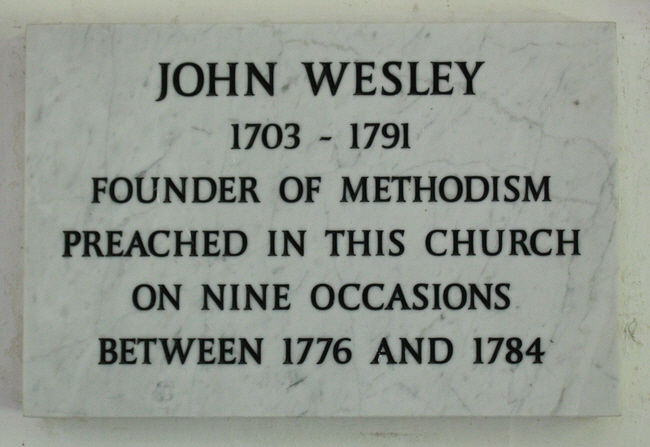 JOHN WESLEY
1703 - 1791
FOUNDER OF METHODISM
PREACHED IN THIS CHURCH
ON NINE OCCASIONS
BETWEEN 1776 AND 1784